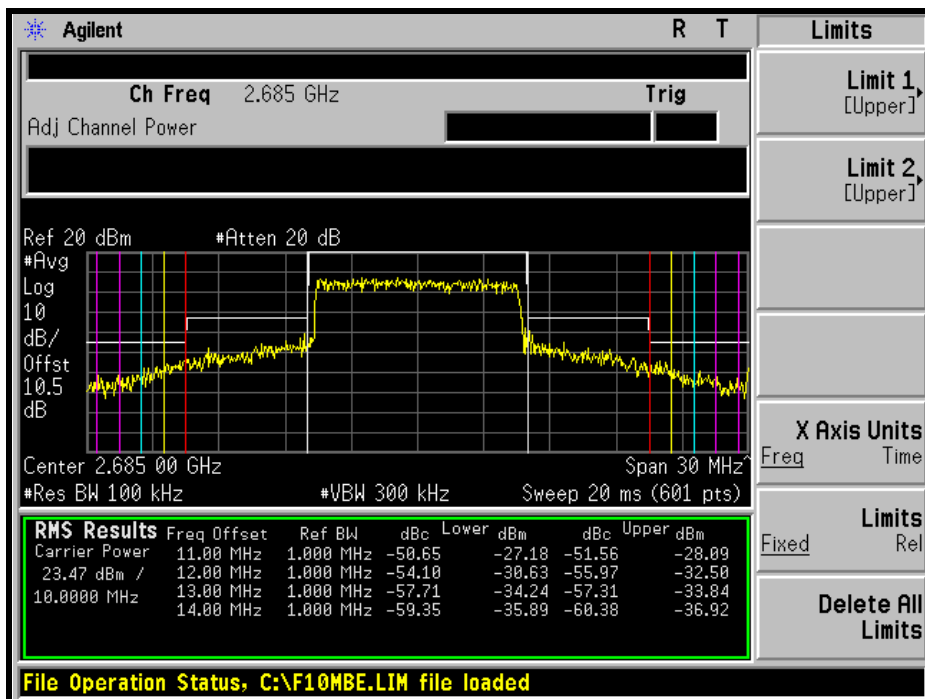 Agilent R T Limits
Ch Freq 2.685 GHz Trig
Adj Channel Power
Limit 1
[Upper]
Limit 2
[Upper]
Ref 20 dBm #Atten 20 dB
#Avg
Log
10
dB/
Offst
10.5
dB
Center 2.685 00 GHz Span 30 MHz^
#Res BW 100 kHz #VBW 300 kHz Sweep 20 ms (601 pts)
X Axis Units
Freq Time
Limits
Fixed Rel
Delete All
Limits
RMS Results Freq Offset Ref BW dBc Lower dBm dBc Upper dBm
Carrier Power 11.00 MHz 1.000 MHz -50.65 -27.18 -51.56 -28.09
23.47 dBm / 12.00 MHz 1.000 MHz -54.10 -30.63 -55.97 -32.50
10.0000 MHz 13.00 MHz 1.000 MHz -57.71 -34.24 -57.31 -33.84
14.00 MHz 1.000 MHz -59.35 -35.89 -60.38 -36.92
File Operation Status, C:\F10MBE.LIM file loaded